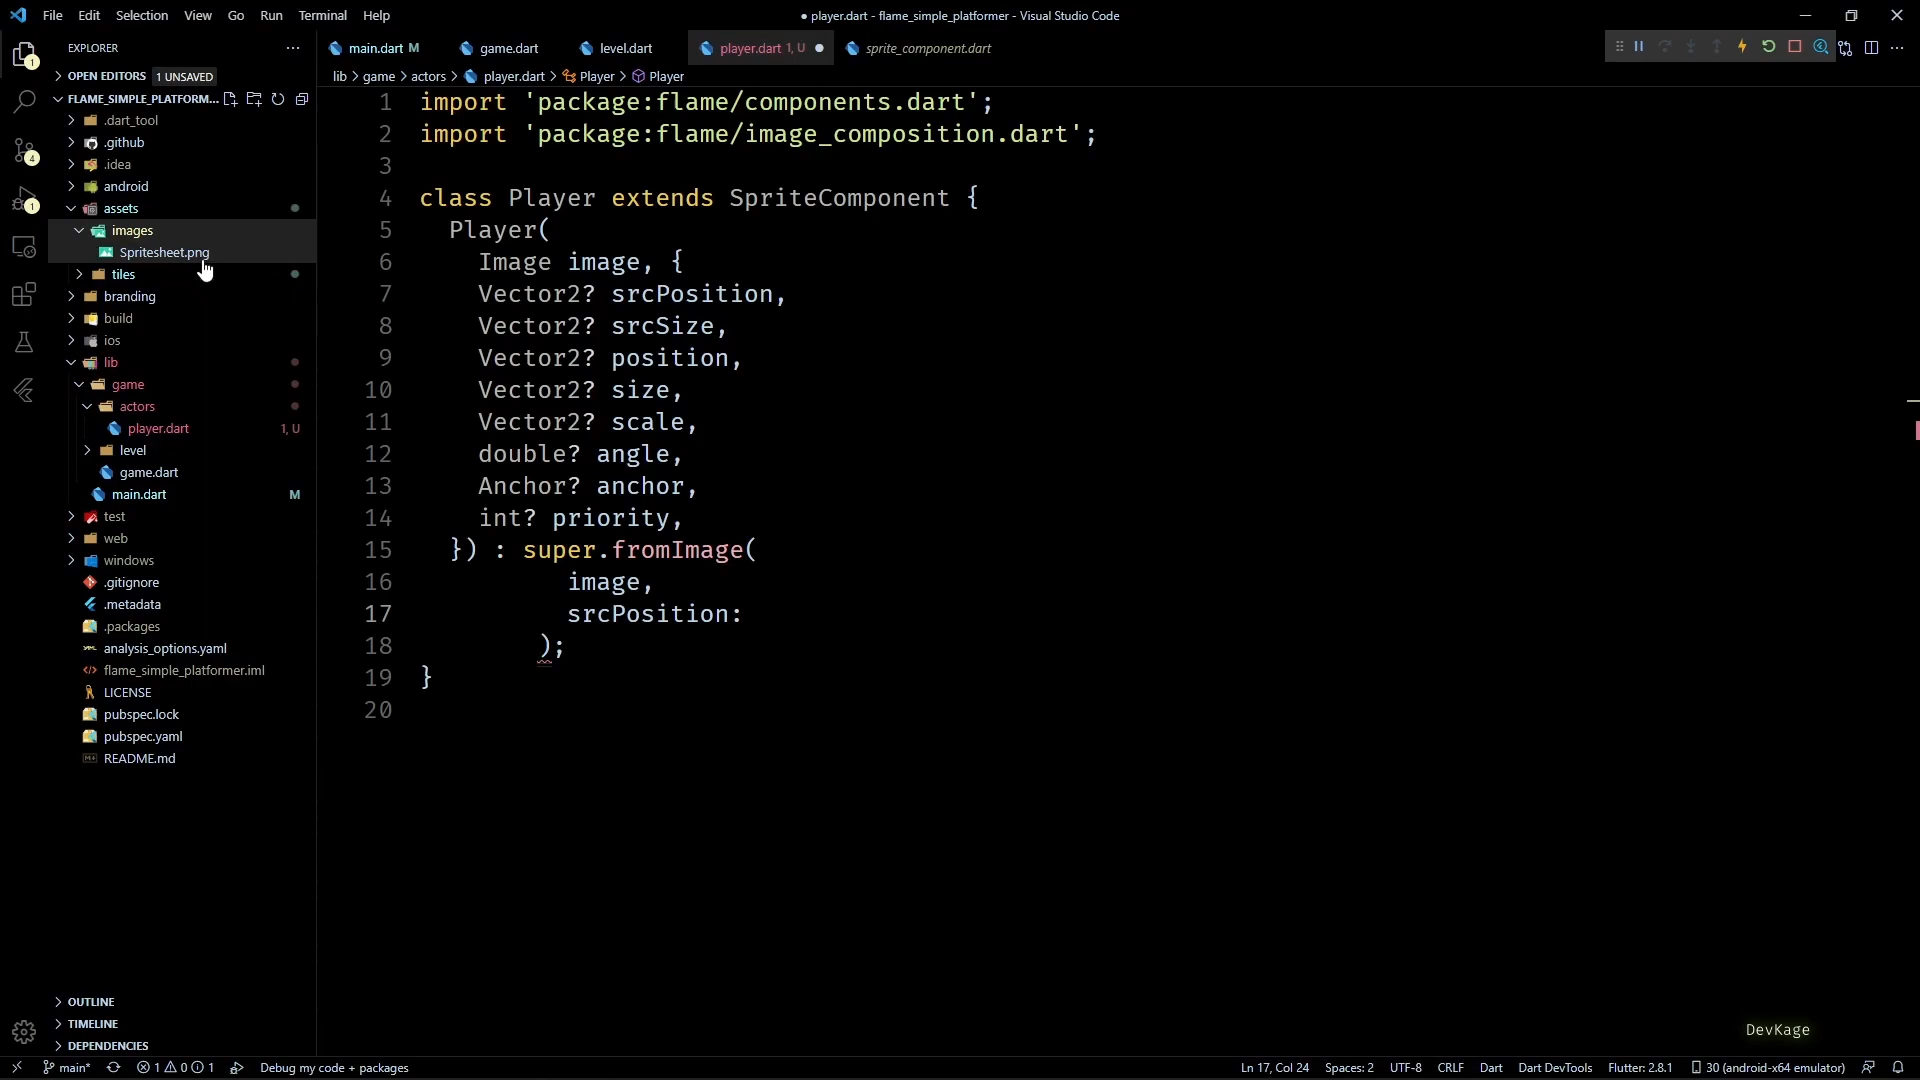 File Edit Selection View Go Run Terminal Help
● player.dart - flame_simple_platformer - Visual Studio Code
EXPLORER
main.dart M
game.dart
level.dart
player.dart 1, U
sprite_component.dart
OPEN EDITORS 1 UNSAVED
lib > game > actors > player.dart > Player > Player
FLAME_SIMPLE_PLATFORM...
.dart_tool
.github
.idea
android
assets
images
Spritesheet.png
tiles
branding
build
ios
lib
game
actors
player.dart 1, U
level
game.dart
main.dart M
test
web
windows
.gitignore
.metadata
.packages
analysis_options.yaml
flame_simple_platformer.iml
LICENSE
pubspec.lock
pubspec.yaml
README.md
OUTLINE
TIMELINE
DEPENDENCIES
1 import 'package:flame/components.dart';
2 import 'package:flame/image_composition.dart';
3
4 class Player extends SpriteComponent {
5 Player(
6 Image image, {
7 Vector2? srcPosition,
8 Vector2? srcSize,
9 Vector2? position,
10 Vector2? size,
11 Vector2? scale,
12 double? angle,
13 Anchor? anchor,
14 int? priority,
15 }) : super.fromImage(
16 image,
17 srcPosition:
18 );
19 }
20
DevKage
main* 1 0 1 Debug my code + packages
Ln 17, Col 24 Spaces: 2 UTF-8 CRLF Dart Dart DevTools Flutter: 2.8.1 30 (android-x64 emulator)
1
4
1